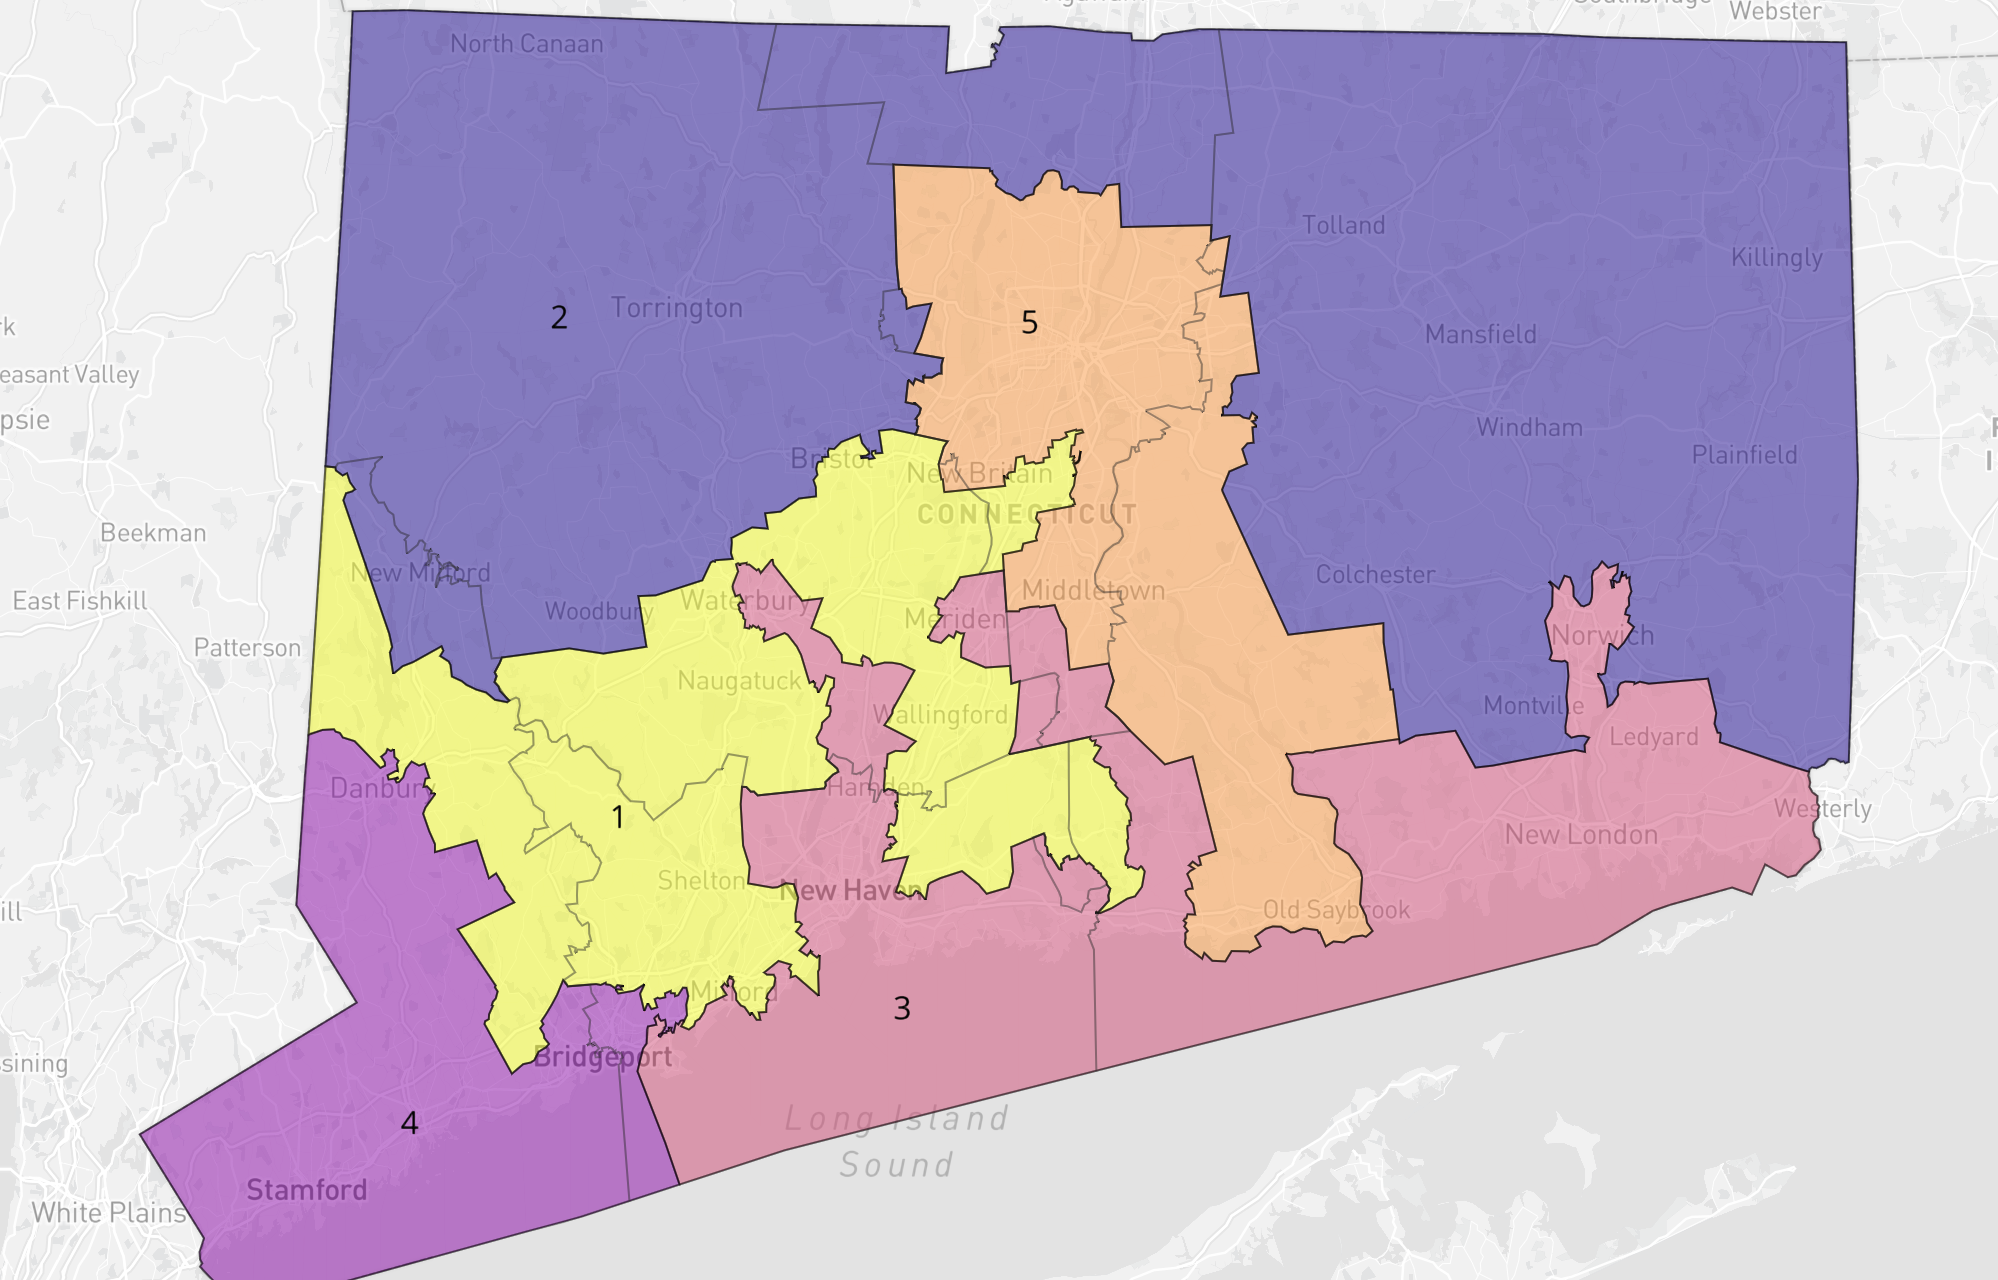 Webster
North Canaan
Tolland
Killingly
2
Torrington
5
Mansfield
easant Valley
psie
Windham
Bristol
New Britain
Plainfield
CONNECTICUT
Beekman
New Milford
Colchester
Middletown
East Fishkill
Waterbury
Woodbury
Meriden
Norwich
Patterson
Naugatuck
Montville
Wallingford
Ledyard
Danbury
Hamden
1
Westerly
New London
Shelton
New Haven
Old Saybrook
ill
Milford
3
Bridgeport
ssining
4
Long Island
Sound
Stamford
White Plains